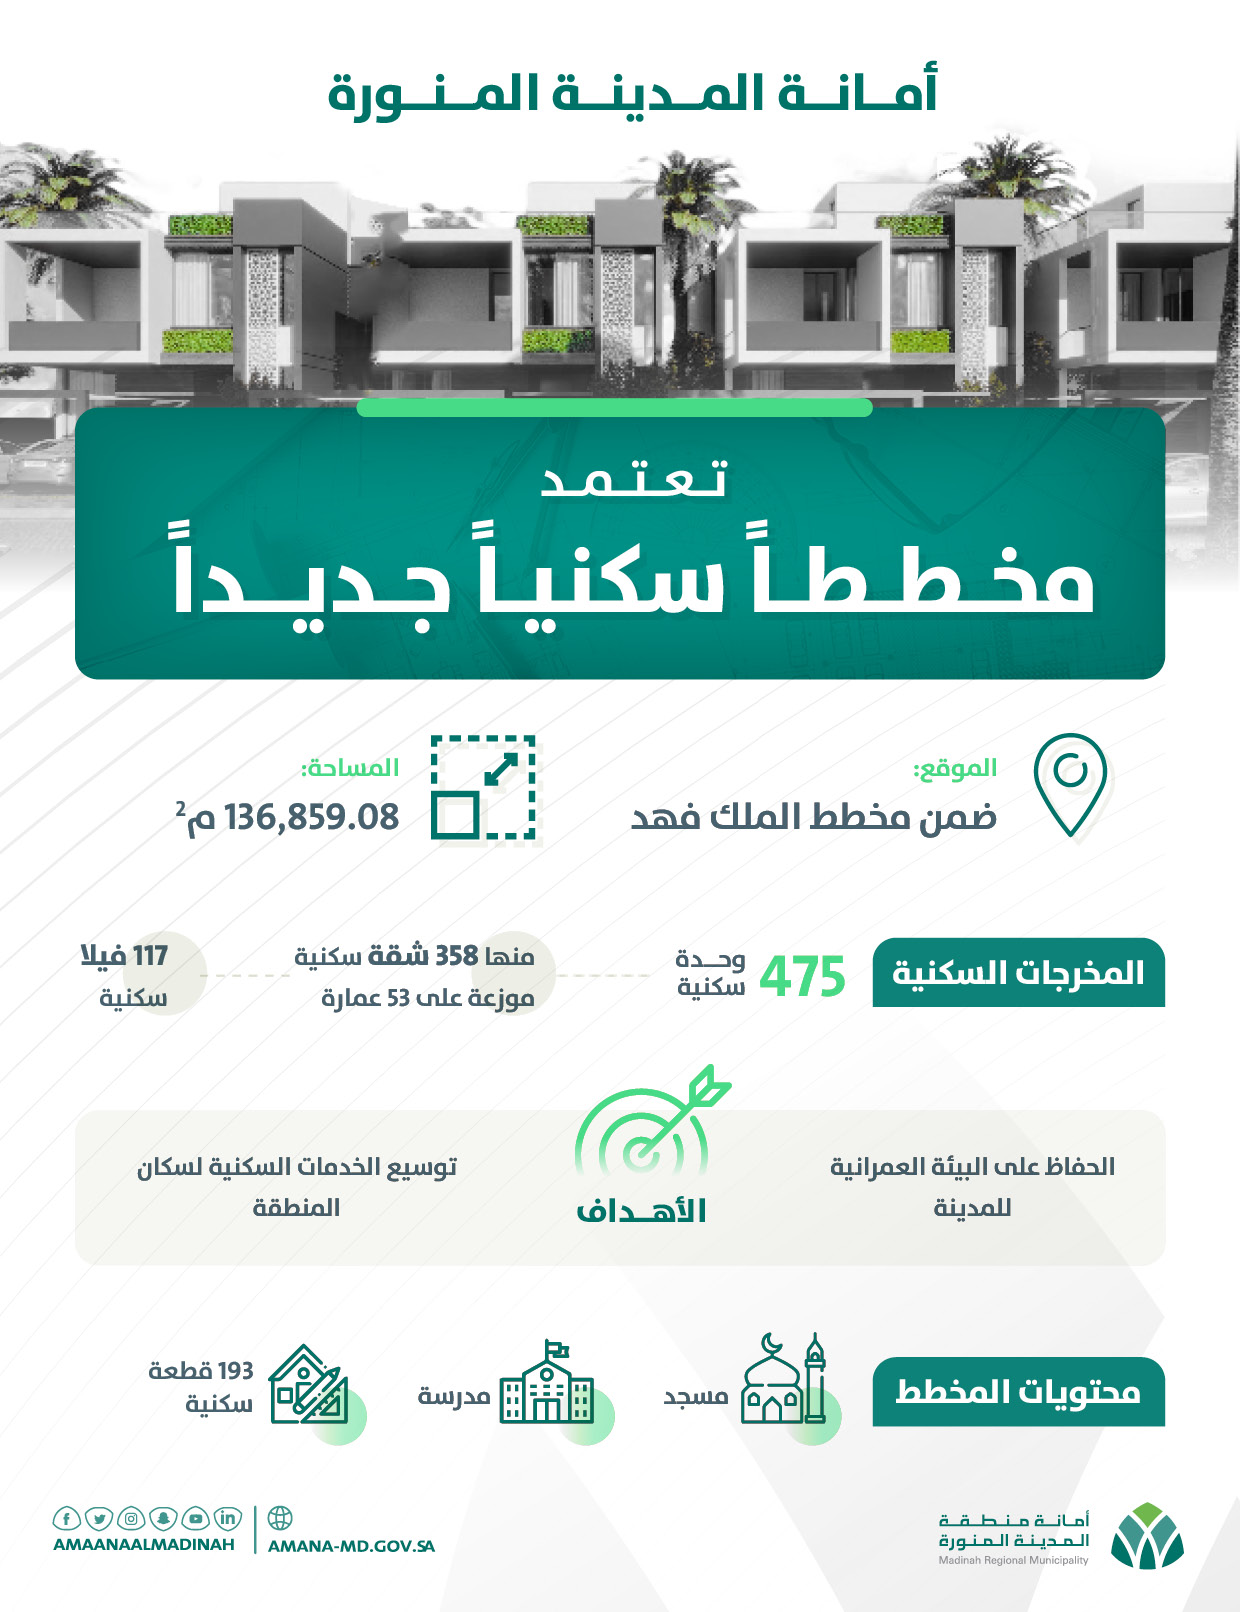 أمانة المدينة المنورة
تعتمد
مخططاً سكنياً جديداً
الموقع:
ضمن مخطط الملك فهد
المساحة:
136,859.08 م²
المخرجات السكنية
475
وحدة
سكنية
منها 358 شقة سكنية
موزعة على 53 عمارة
117 فيلا
سكنية
الأهداف
الحفاظ على البيئة العمرانية
للمدينة
توسيع الخدمات السكنية لسكان
المنطقة
محتويات المخطط
مسجد
مدرسة
193 قطعة
سكنية
أمانة منطقة
المدينة المنورة
Madinah Regional Municipality
AMANA-MD.GOV.SA
AMAANAALMADINAH